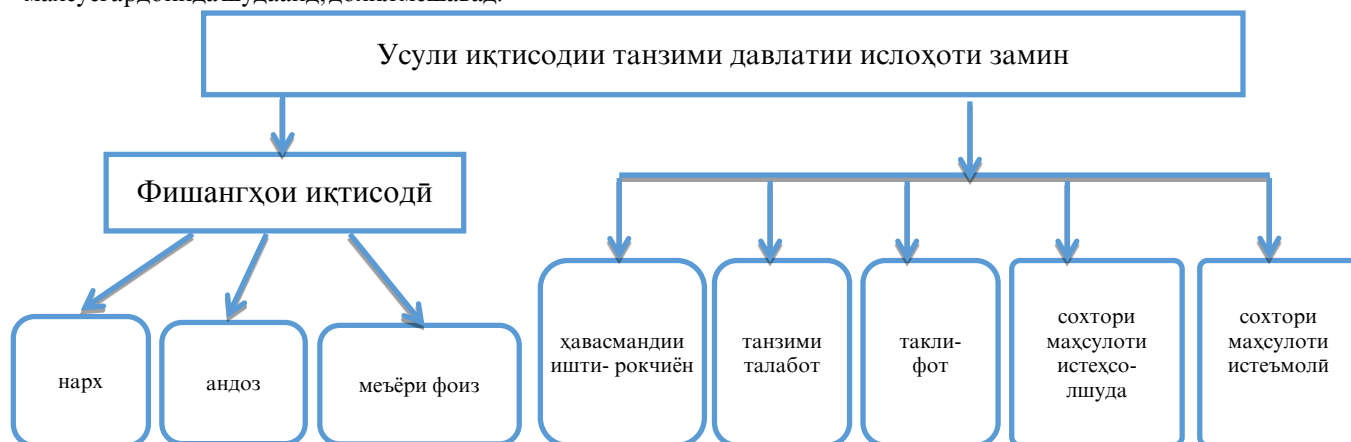 Усули иқтисодии танзими давлатии ислоҳоти замин
Фишангҳои иқтисодӣ
нарх
андоз
меъёри фоиз
ҳавасмандии
ишти- рокчиён
танзими
талабот
такли-
фот
сохтори
маҳсулоти
истеҳсо-
лшуда
сохтори
маҳсулоти
истеъмолӣ